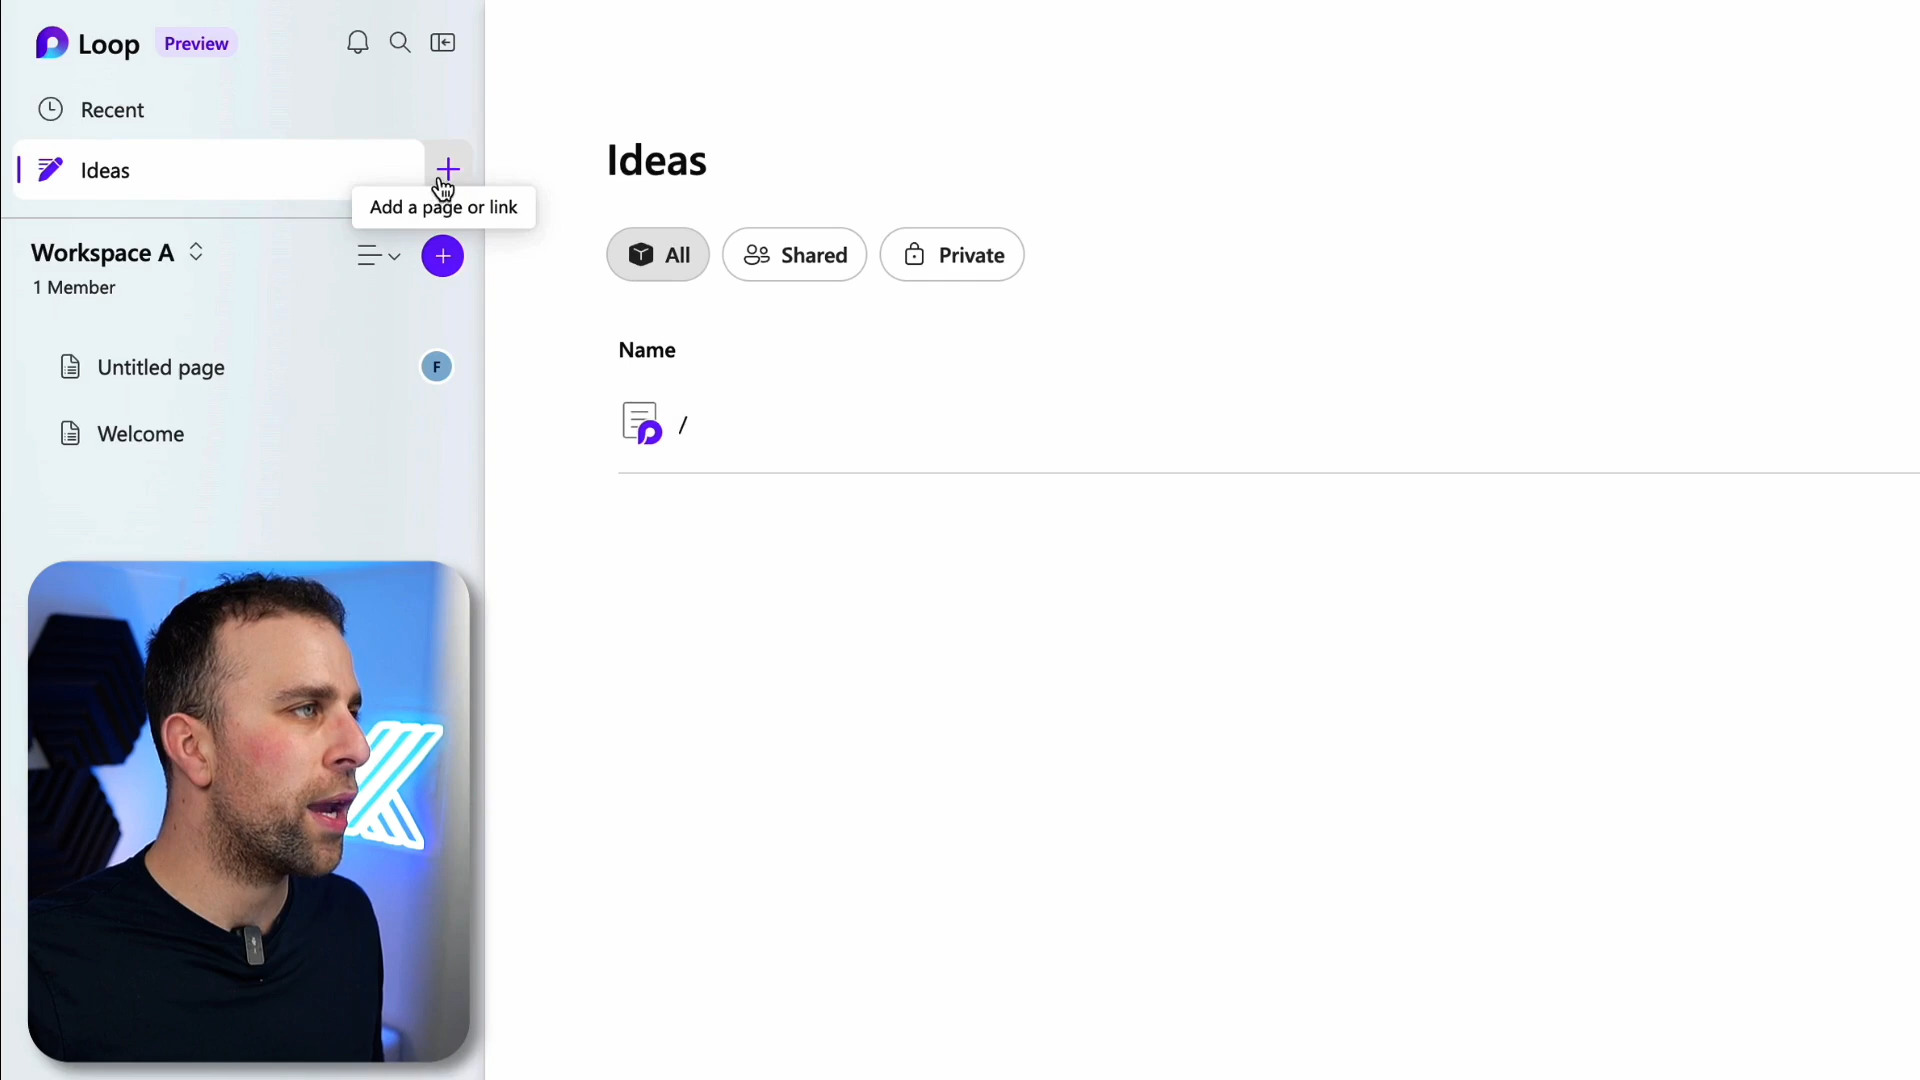 Loop Preview
Recent
Ideas
Add a page or link
Workspace A
1 Member
Untitled page
F
Welcome
Ideas
All
Shared
Private
Name
/